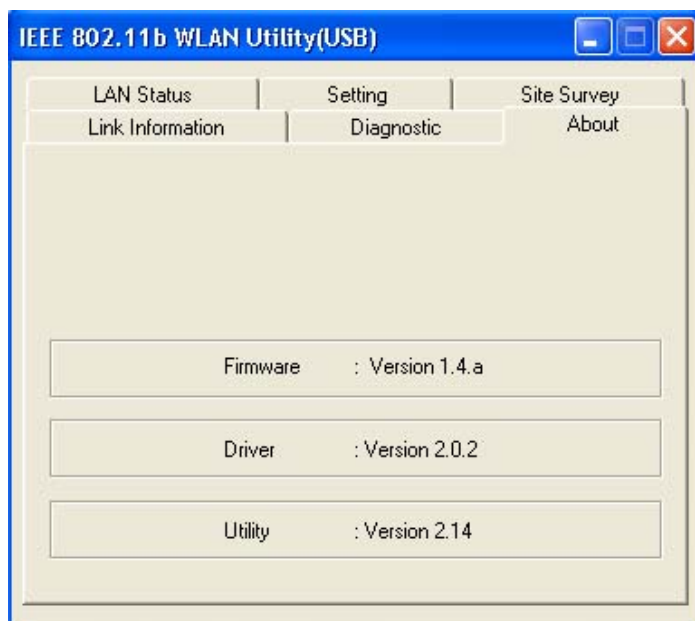 IEEE 802.11b WLAN Utility(USB)
LAN Status Setting Site Survey
Link Information Diagnostic About
Firmware : Version 1.4.a
Driver : Version 2.0.2
Utility : Version 2.14